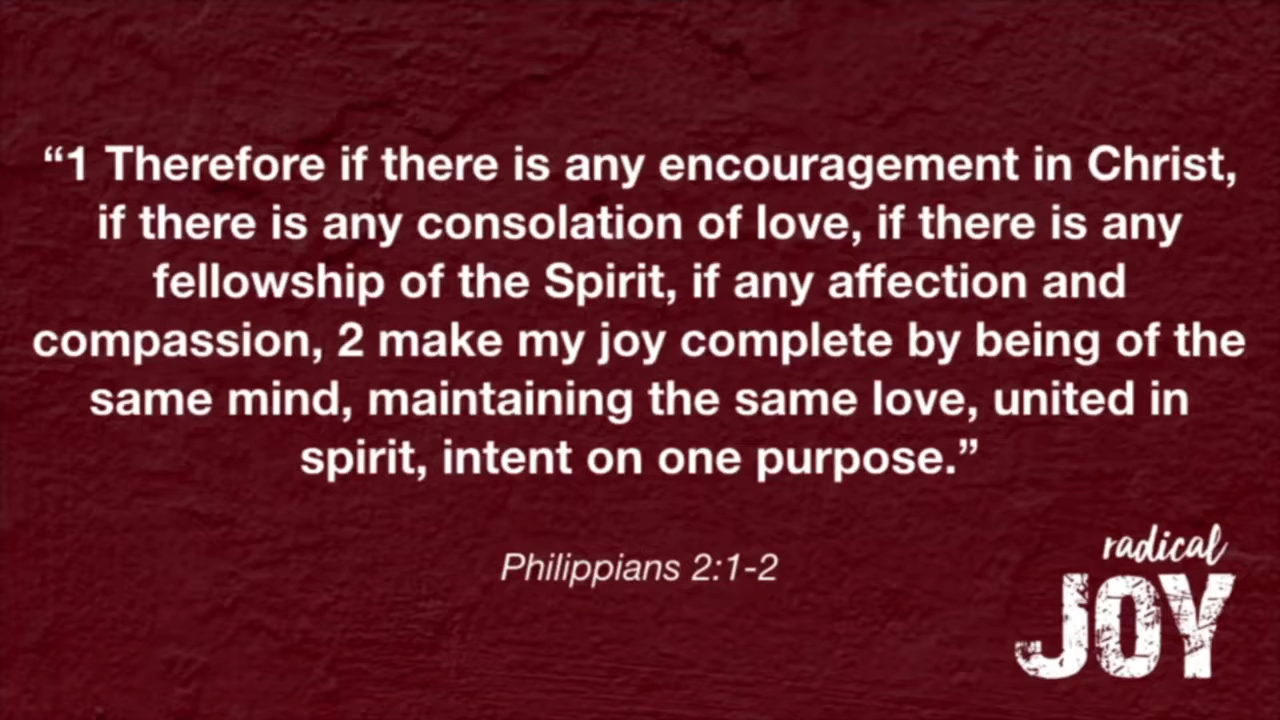 “1 Therefore if there is any encouragement in Christ,
if there is any consolation of love, if there is any
fellowship of the Spirit, if any affection and
compassion, 2 make my joy complete by being of the
same mind, maintaining the same love, united in
spirit, intent on one purpose.”
Philippians 2:1-2
radical
JOY